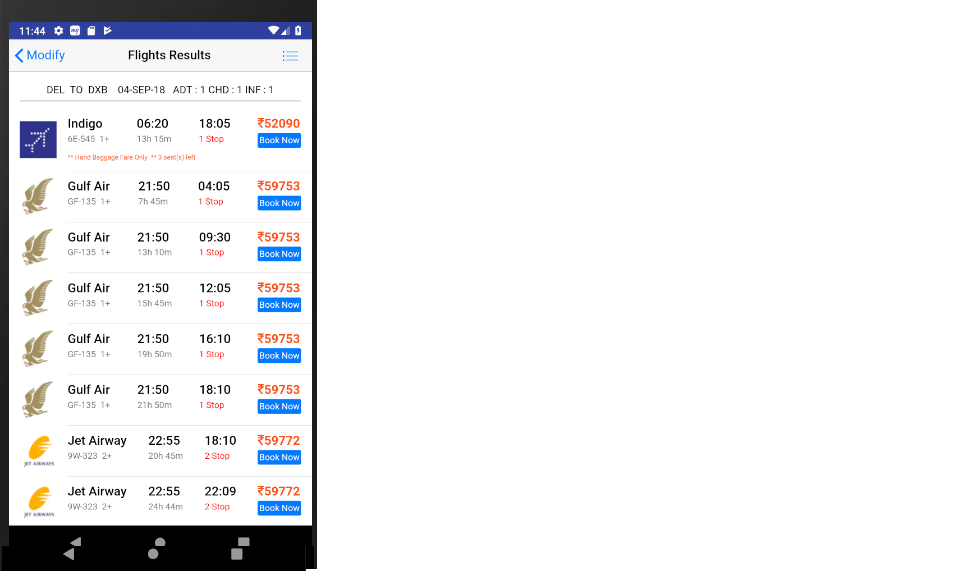 11:44
Modify Flights Results
DEL TO DXB 04-SEP-18 ADT : 1 CHD : 1 INF : 1
Indigo 06:20 18:05 ₹52090
6E-545 1+ 13h 15m 1 Stop Book Now
** Hand Baggage Fare Only. ** 3 seat(s) left
Gulf Air 21:50 04:05 ₹59753
GF-135 1+ 7h 45m 1 Stop Book Now
Gulf Air 21:50 09:30 ₹59753
GF-135 1+ 13h 10m 1 Stop Book Now
Gulf Air 21:50 12:05 ₹59753
GF-135 1+ 15h 45m 1 Stop Book Now
Gulf Air 21:50 16:10 ₹59753
GF-135 1+ 19h 50m 1 Stop Book Now
Gulf Air 21:50 18:10 ₹59753
GF-135 1+ 21h 50m 1 Stop Book Now
Jet Airway 22:55 18:10 ₹59772
JET AIRWAYS 9W-323 2+ 20h 45m 2 Stop Book Now
Jet Airway 22:55 22:09 ₹59772
JET AIRWAYS 9W-323 2+ 24h 44m 2 Stop Book Now